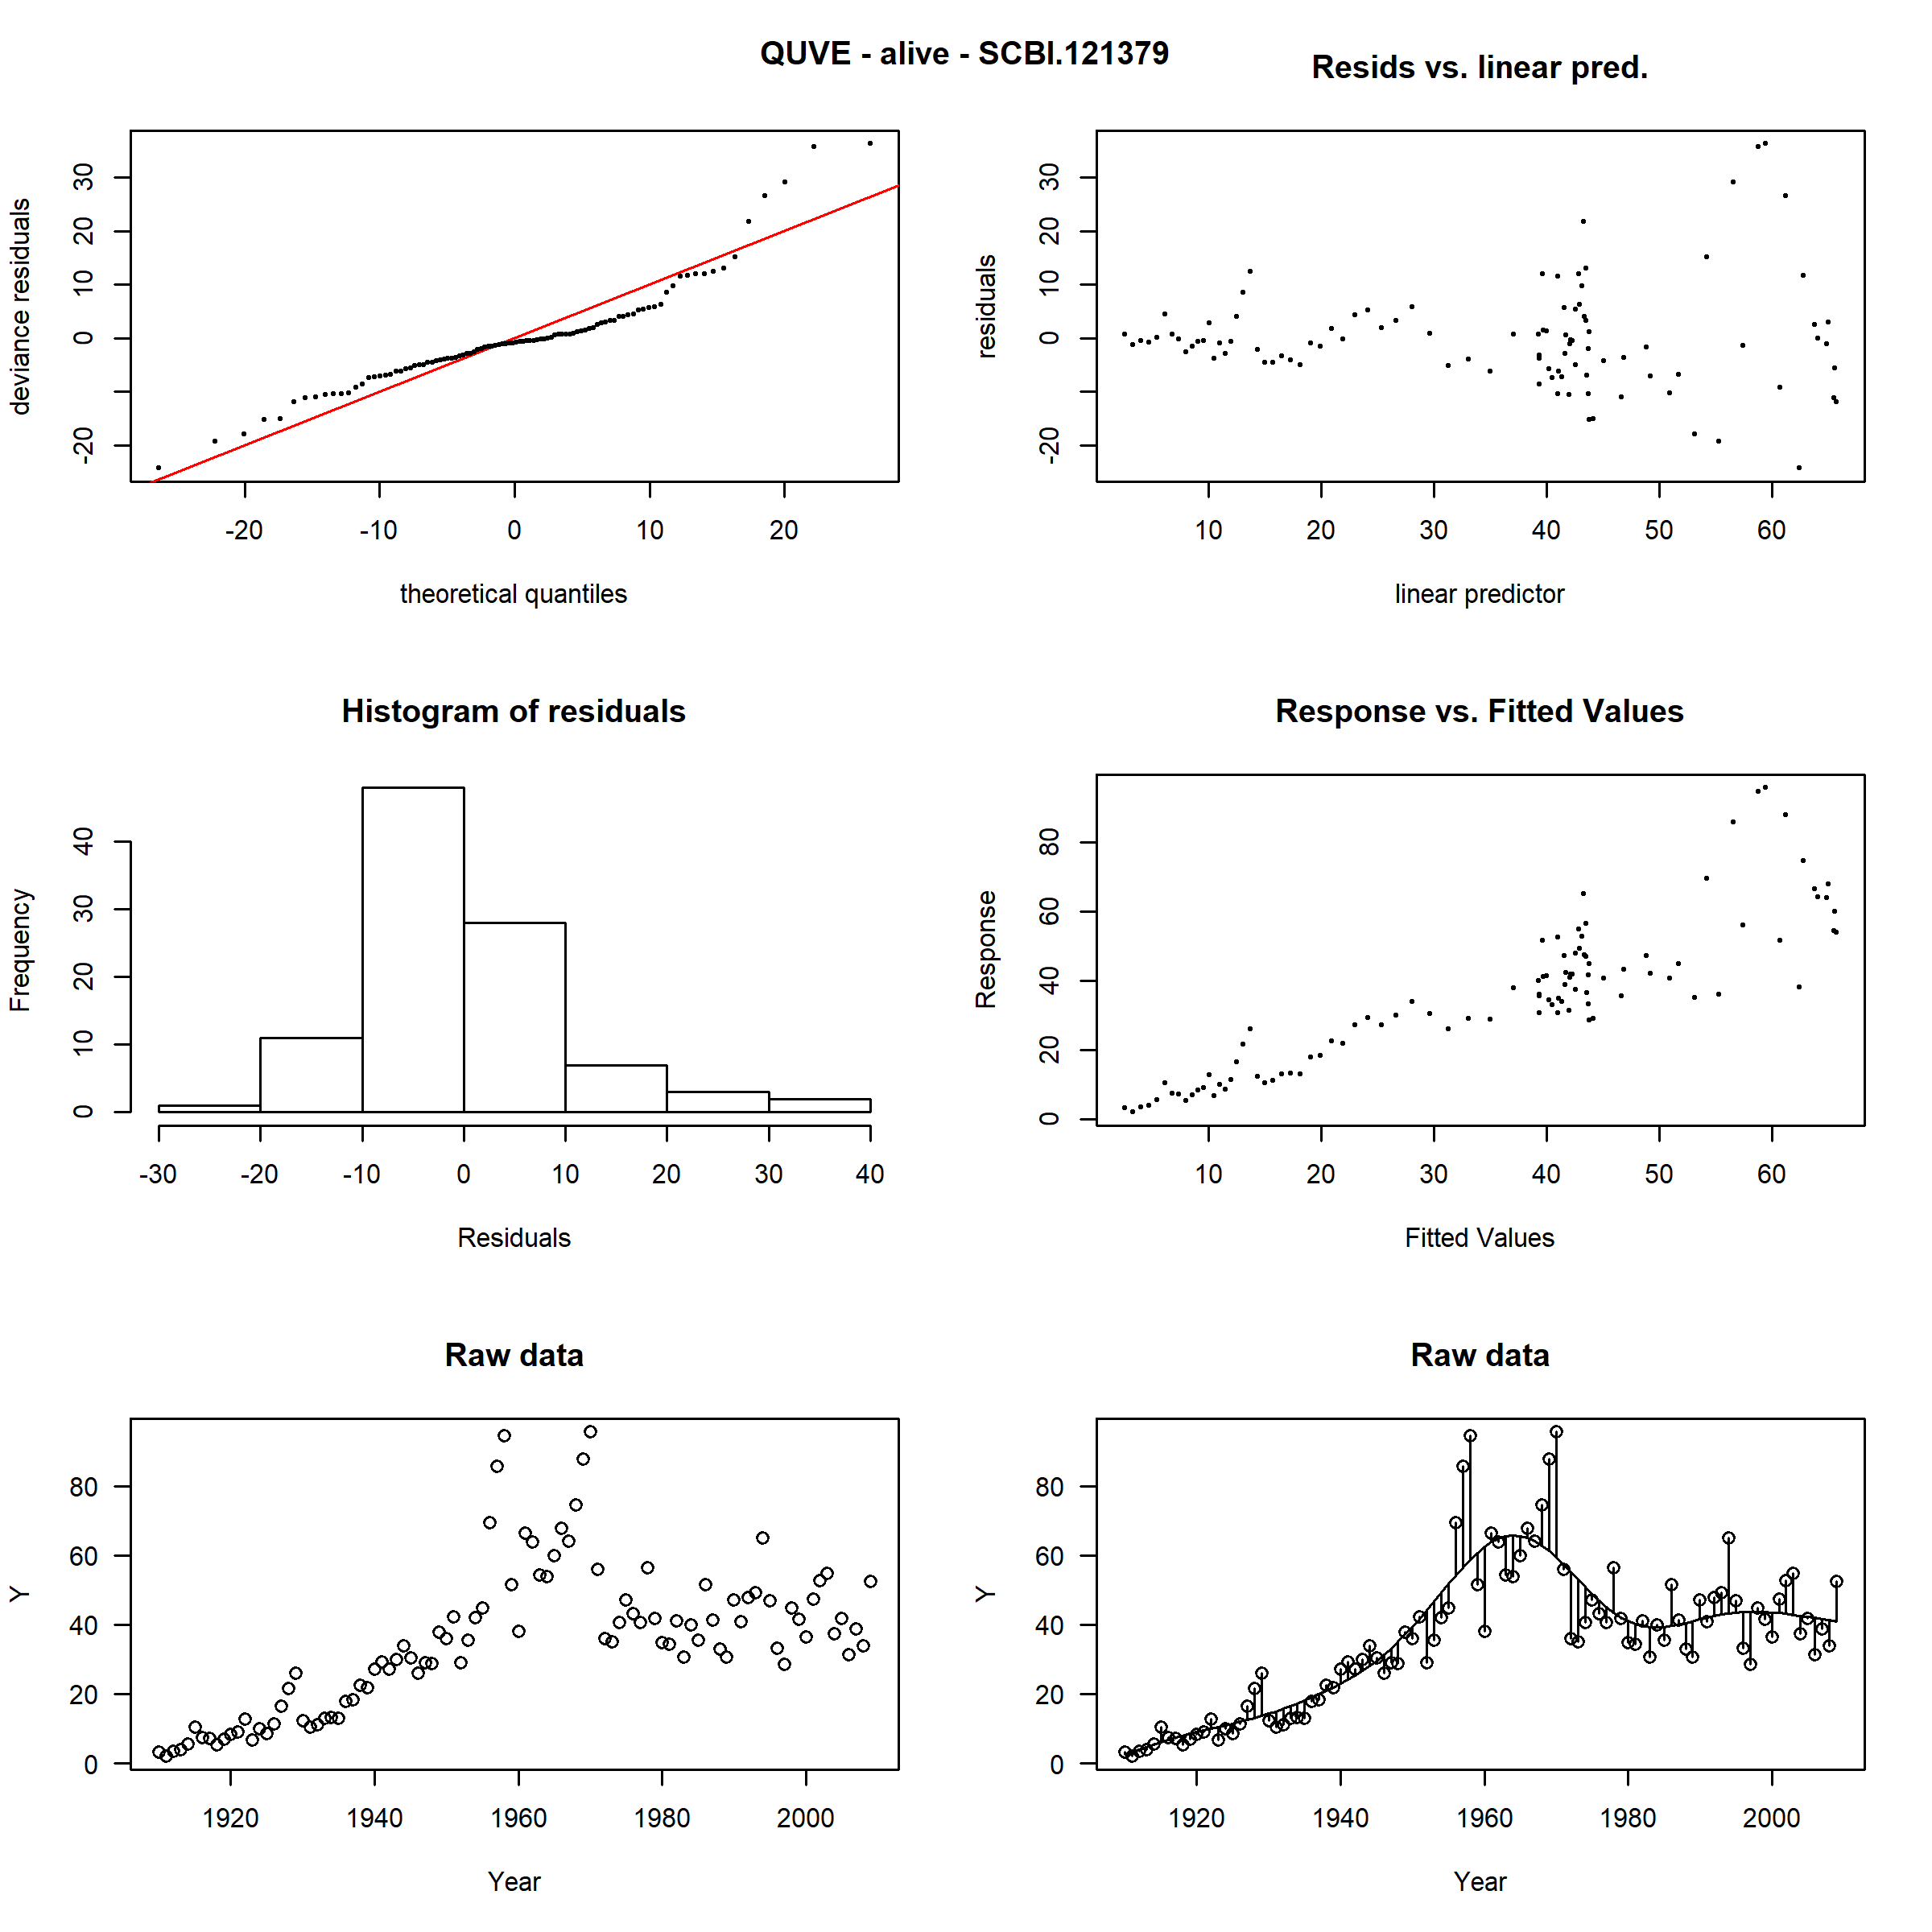 QUVE - alive - SCBI.121379
Resids vs. linear pred.
deviance residuals
-20 0 10 20 30
-20 -10 0 10 20
theoretical quantiles
residuals
-20 0 10 20 30
10 20 30 40 50 60
linear predictor
Histogram of residuals
Frequency
0 10 20 30 40
-30 -20 -10 0 10 20 30 40
Residuals
Response vs. Fitted Values
Response
0 20 40 60 80
10 20 30 40 50 60
Fitted Values
Raw data
Y
80
60
40
20
0
1920 1940 1960 1980 2000
Year
Raw data
Y
80
60
40
20
0
1920 1940 1960 1980 2000
Year